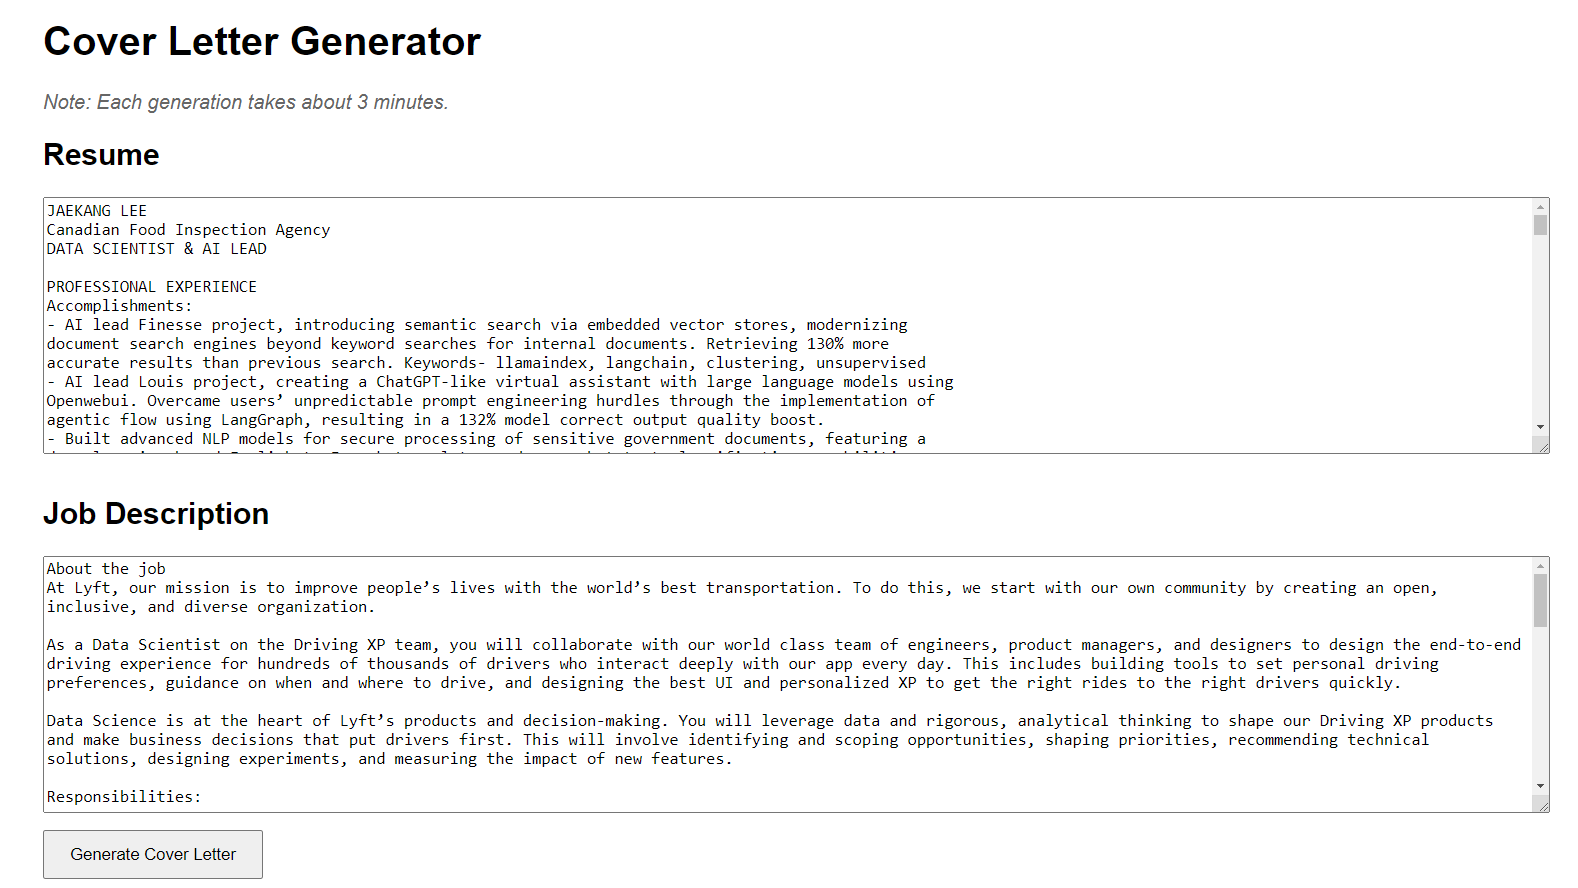 Cover Letter Generator
Note: Each generation takes about 3 minutes.
Resume
JAEKANG LEE
Canadian Food Inspection Agency
DATA SCIENTIST & AI LEAD
PROFESSIONAL EXPERIENCE
Accomplishments:
- AI lead Finesse project, introducing semantic search via embedded vector stores, modernizing
document search engines beyond keyword searches for internal documents. Retrieving 130% more
accurate results than previous search. Keywords- llamaindex, langchain, clustering, unsupervised
- AI lead Louis project, creating a ChatGPT-like virtual assistant with large language models using
Openwebui. Overcame users’ unpredictable prompt engineering hurdles through the implementation of
agentic flow using LangGraph, resulting in a 132% model correct output quality boost.
- Built advanced NLP models for secure processing of sensitive government documents, featuring a
Job Description
About the job
At Lyft, our mission is to improve people’s lives with the world’s best transportation. To do this, we start with our own community by creating an open,
inclusive, and diverse organization.
As a Data Scientist on the Driving XP team, you will collaborate with our world class team of engineers, product managers, and designers to design the end-to-end
driving experience for hundreds of thousands of drivers who interact deeply with our app every day. This includes building tools to set personal driving
preferences, guidance on when and where to drive, and designing the best UI and personalized XP to get the right rides to the right drivers quickly.
Data Science is at the heart of Lyft’s products and decision-making. You will leverage data and rigorous, analytical thinking to shape our Driving XP products
and make business decisions that put drivers first. This will involve identifying and scoping opportunities, shaping priorities, recommending technical
solutions, designing experiments, and measuring the impact of new features.
Responsibilities:
Generate Cover Letter